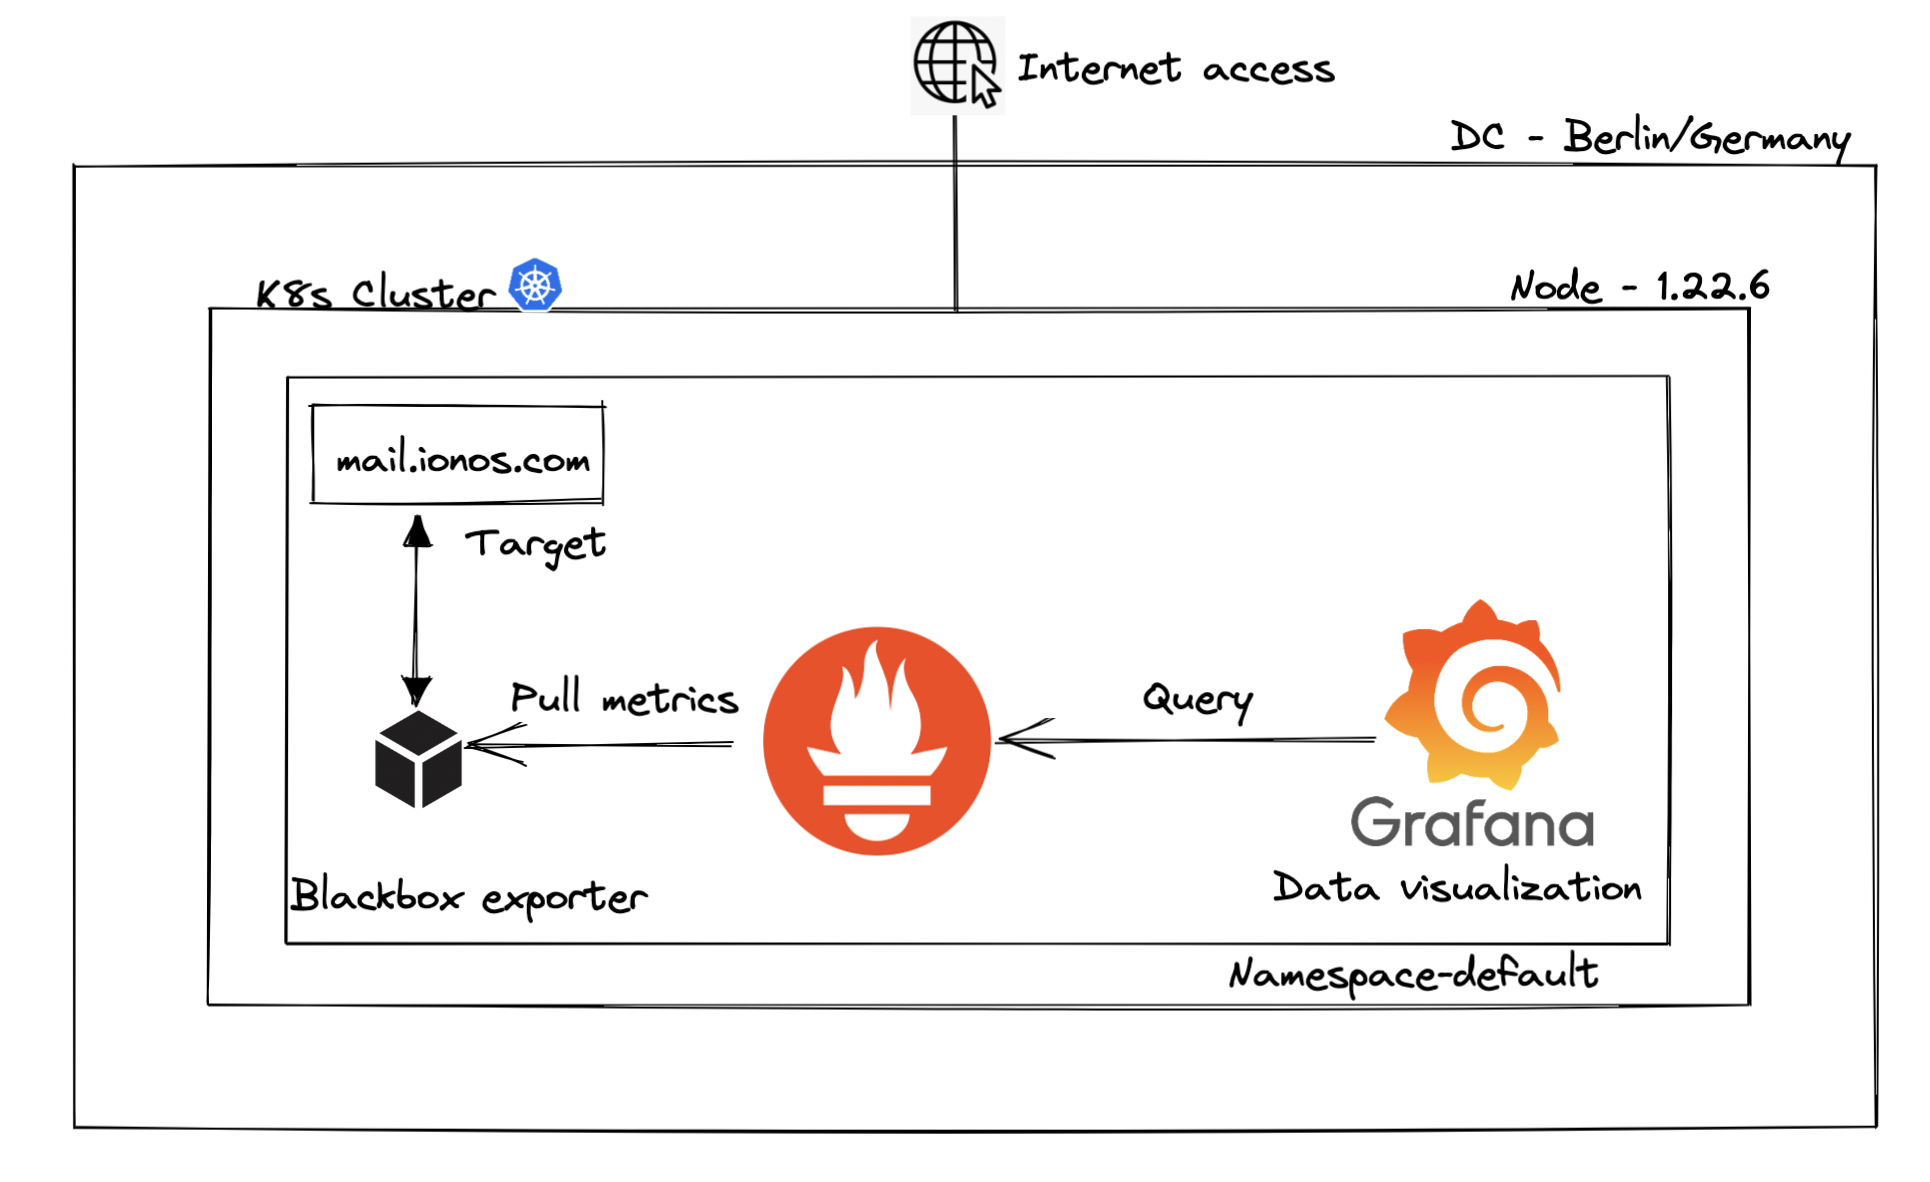 Internet access
DC - Berlin/Germany
K8s Cluster
Node - 1.22.6
mail.ionos.com
Target
Pull metrics
Query
Grafana
Blackbox exporter
Data visualization
Namespace-default